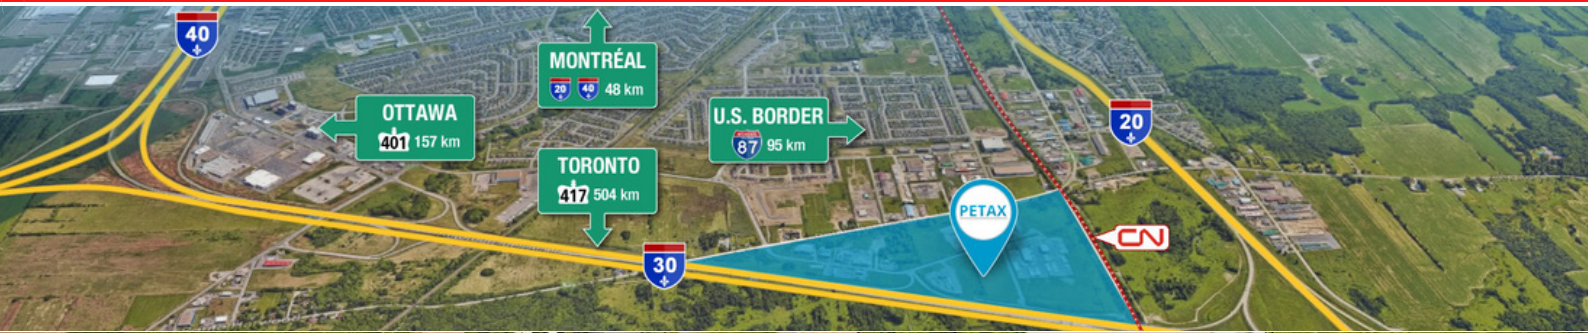 40
MONTRÉAL
20 40 48 km
OTTAWA
401 157 km
U.S. BORDER
87 95 km
20
TORONTO
417 504 km
PETAX
CN
30